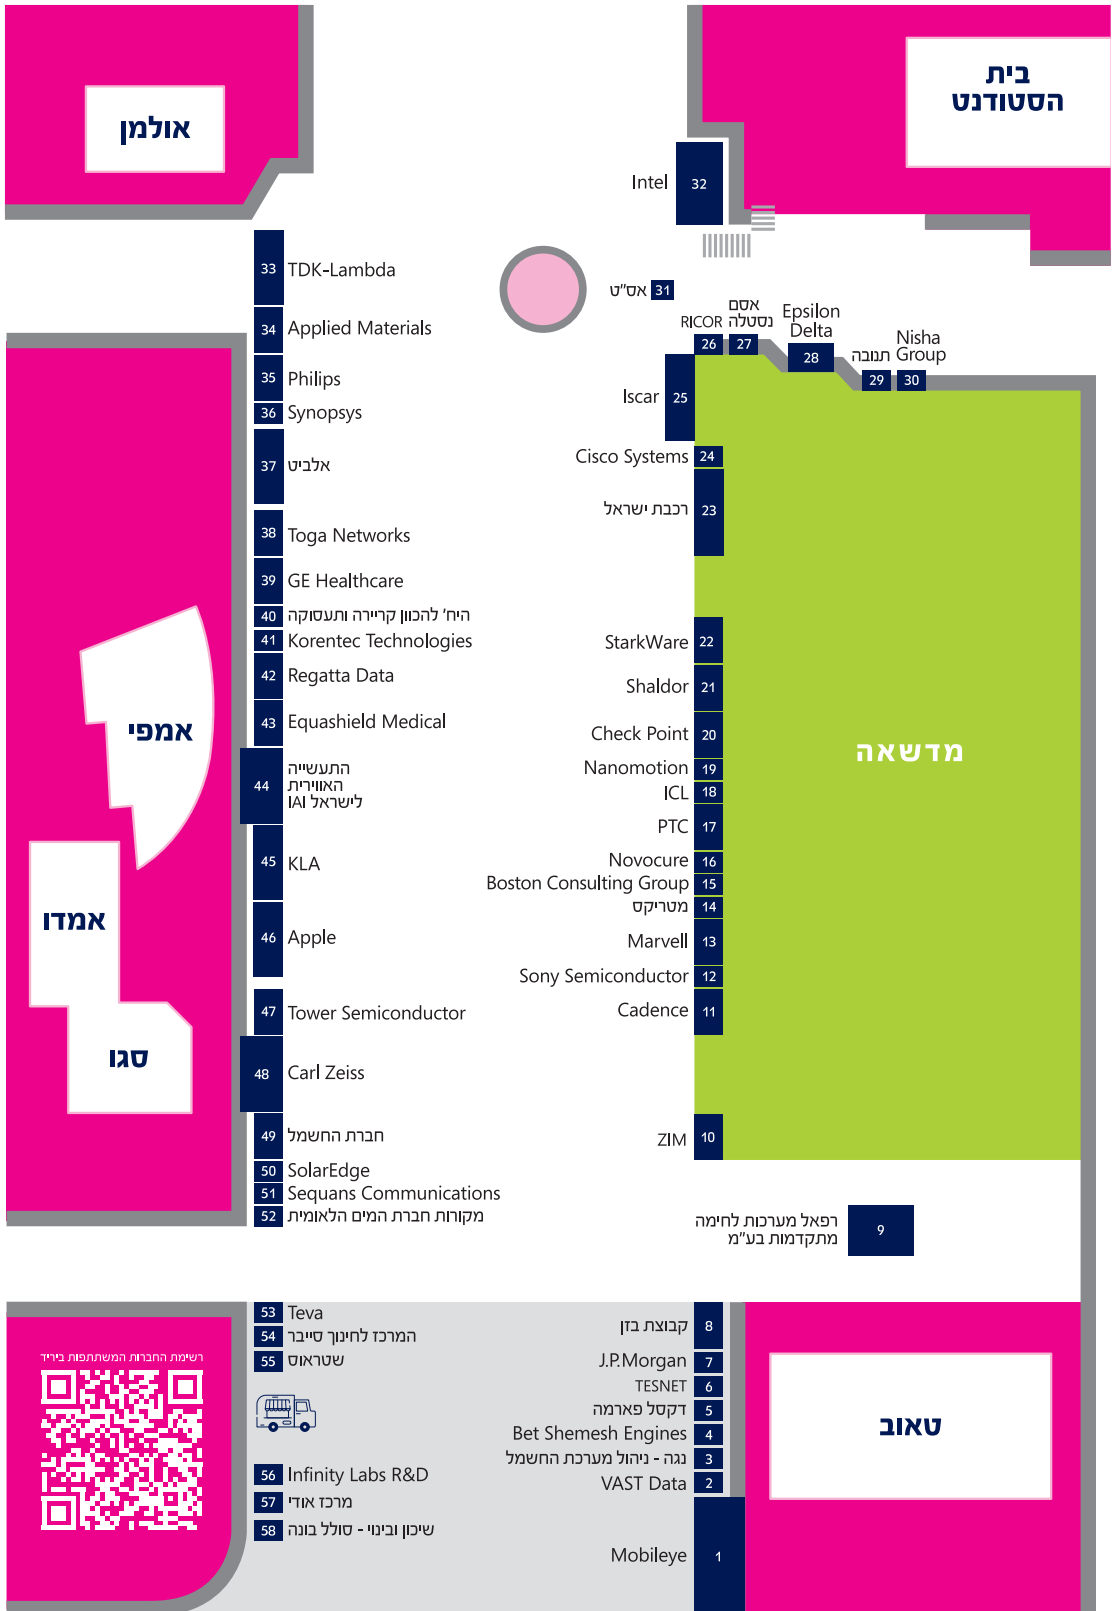 בית
הסטודנט
אולמן
Intel 32
33 TDK-Lambda
31 אס״ט
34 Applied Materials
RICOR 26
אסם
נסטלה
27
Epsilon
Delta
28
תנובה 29
Nisha
Group
30
35 Philips
Iscar 25
36 Synopsys
37 אלביט
Cisco Systems 24
רכבת ישראל 23
38 Toga Networks
39 GE Healthcare
40 היח׳ להכוון קריירה ותעסוקה
41 Korentec Technologies
StarkWare 22
42 Regatta Data
Shaldor 21
43 Equashield Medical
Check Point 20
אמפי
מדשאה
44 התעשייה
האווירית
לישראל IAI
Nanomotion 19
ICL 18
PTC 17
45 KLA
Novocure 16
Boston Consulting Group 15
מטריקס 14
אמדו
46 Apple
Marvell 13
Sony Semiconductor 12
47 Tower Semiconductor
Cadence 11
סגו
48 Carl Zeiss
49 חברת החשמל
ZIM 10
50 SolarEdge
51 Sequans Communications
52 מקורות חברת המים הלאומית
רפאל מערכות לחימה
מתקדמות בע״מ
9
53 Teva
54 המרכז לחינוך סייבר
55 שטראוס
קבוצת בזן 8
J.P.Morgan 7
TESNET 6
דקסל פארמה 5
Bet Shemesh Engines 4
נגה - ניהול מערכת החשמל 3
VAST Data 2
רשימת החברות המשתתפות ביריד
טאוב
56 Infinity Labs R&D
57 מרכז אודי
58 שיכון ובינוי - סולל בונה
Mobileye 1